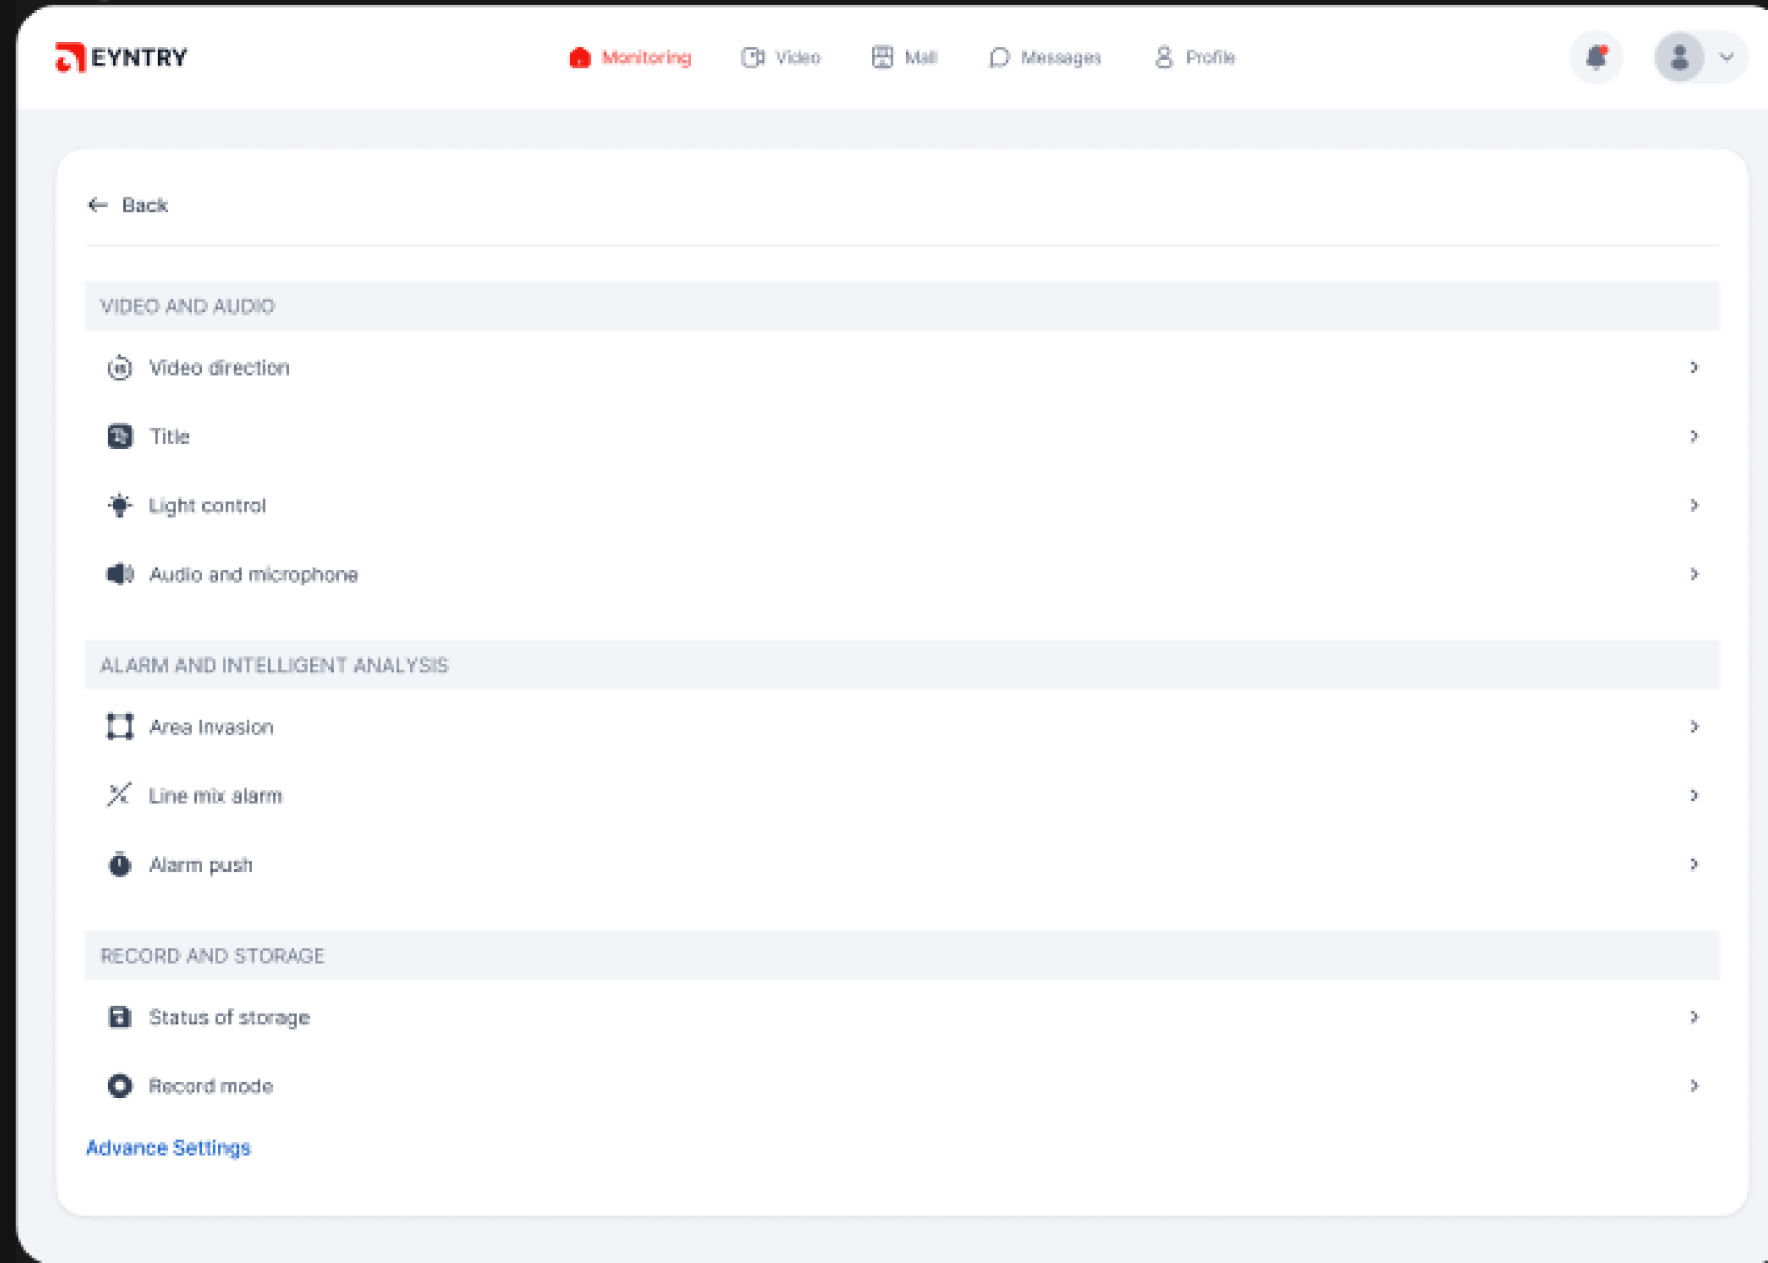 EYNTRY
Monitoring Video Mall Messages Profile
Back
VIDEO AND AUDIO
Video direction
Title
Light control
Audio and microphone
ALARM AND INTELLIGENT ANALYSIS
Area Invasion
Line mix alarm
Alarm push
RECORD AND STORAGE
Status of storage
Record mode
Advance Settings